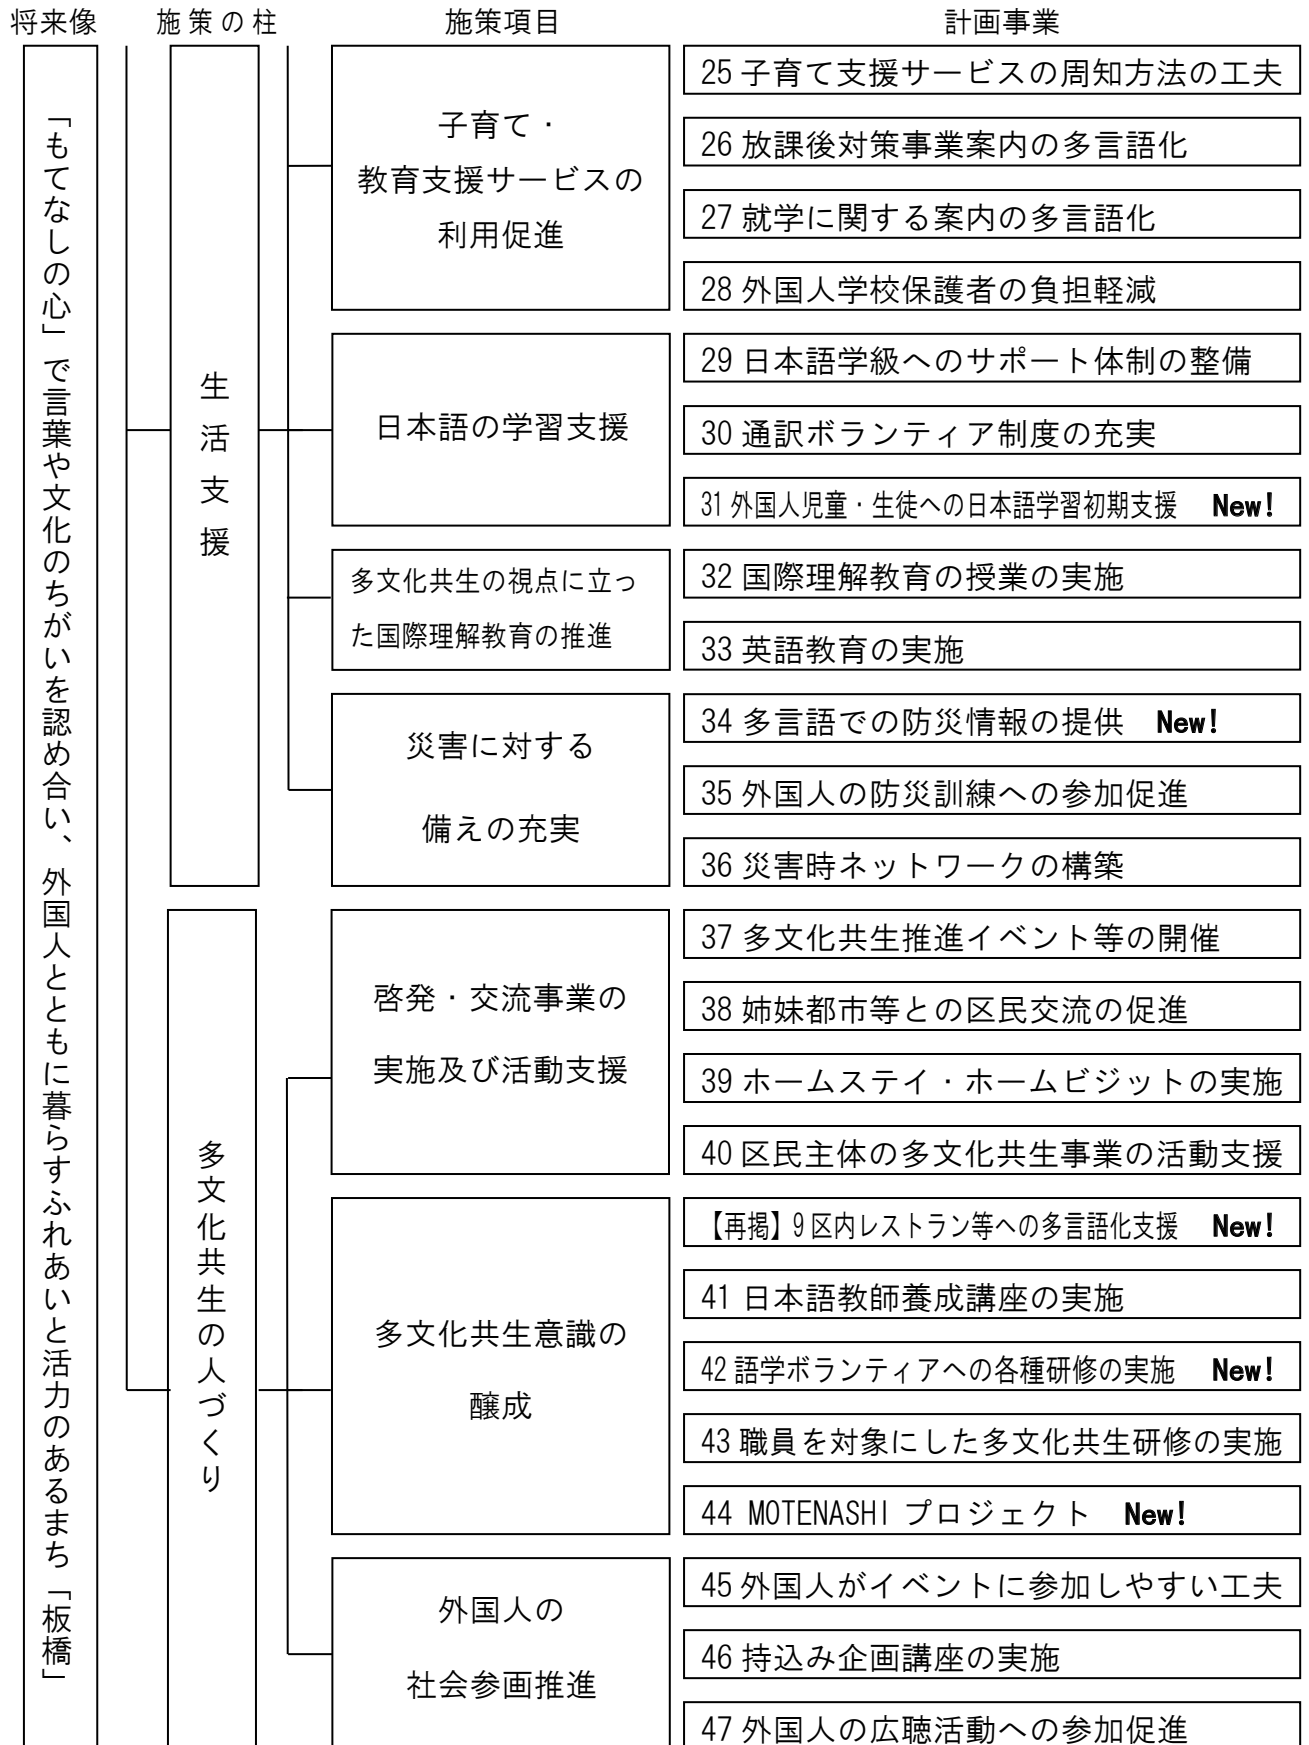 将来像
施策の柱
施策項目
計画事業
「もてなしの心」で言葉や文化のちがいを認め合い、外国人とともに暮らすふれあいと活力のあるまち「板橋」
生活支援
子育て・
教育支援サービスの
利用促進
25 子育て支援サービスの周知方法の工夫
26 放課後対策事業案内の多言語化
27 就学に関する案内の多言語化
28 外国人学校保護者の負担軽減
日本語の学習支援
29 日本語学級へのサポート体制の整備
30 通訳ボランティア制度の充実
31 外国人児童・生徒への日本語学習初期支援 New!
多文化共生の視点に立っ
た国際理解教育の推進
32 国際理解教育の授業の実施
33 英語教育の実施
災害に対する
備えの充実
34 多言語での防災情報の提供 New!
35 外国人の防災訓練への参加促進
36 災害時ネットワークの構築
多文化共生の人づくり
啓発・交流事業の
実施及び活動支援
37 多文化共生推進イベント等の開催
38 姉妹都市等との区民交流の促進
39 ホームステイ・ホームビジットの実施
40 区民主体の多文化共生事業の活動支援
多文化共生意識の
醸成
【再掲】9 区内レストラン等への多言語化支援 New!
41 日本語教師養成講座の実施
42 語学ボランティアへの各種研修の実施 New!
43 職員を対象にした多文化共生研修の実施
44 MOTENASHI プロジェクト New!
外国人の
社会参画推進
45 外国人がイベントに参加しやすい工夫
46 持込み企画講座の実施
47 外国人の広聴活動への参加促進